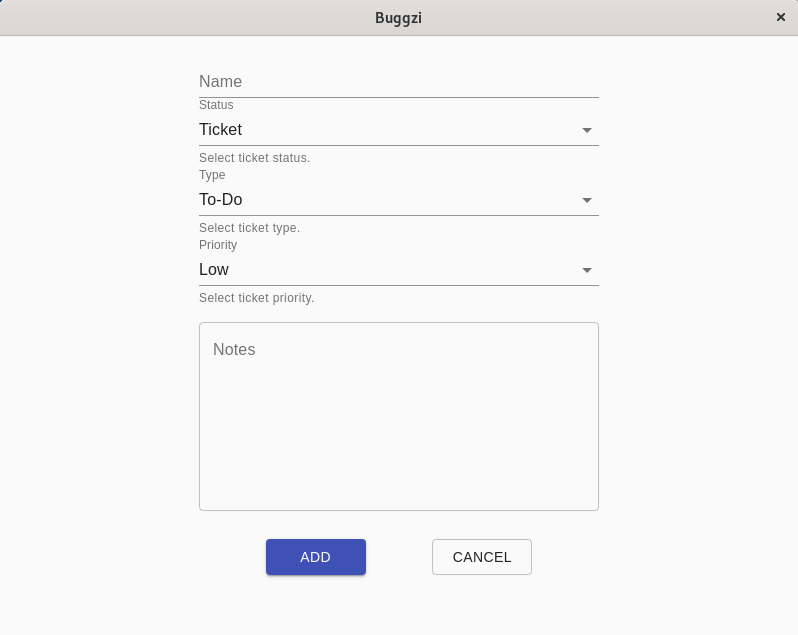 Buggzi
Name
Status
Ticket
Select ticket status.
Type
To-Do
Select ticket type.
Priority
Low
Select ticket priority.
Notes
ADD
CANCEL